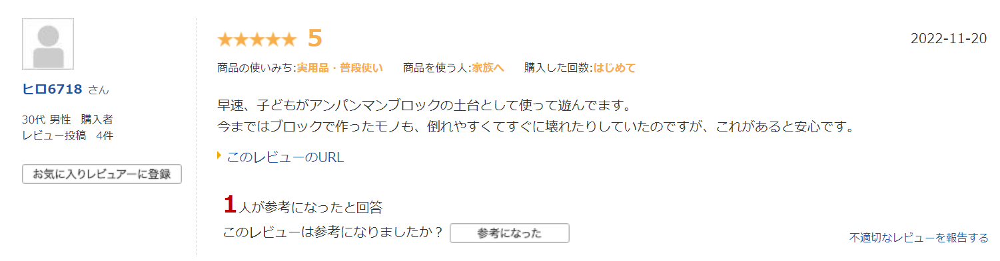 ヒロ6718 さん
30代 男性 購入者
レビュー投稿 4件
お気に入りレビュアーに登録
★★★★★ 5
2022-11-20
商品の使いみち:実用品・普段使い 商品を使う人:家族へ 購入した回数:はじめて
早速、子どもがアンパンマンブロックの土台として使って遊んでます。
今まではブロックで作ったモノも、倒れやすくてすぐに壊れたりしていたのですが、これがあると安心です。
このレビューのURL
1人が参考になったと回答
このレビューは参考になりましたか？ 参考になった
不適切なレビューを報告する